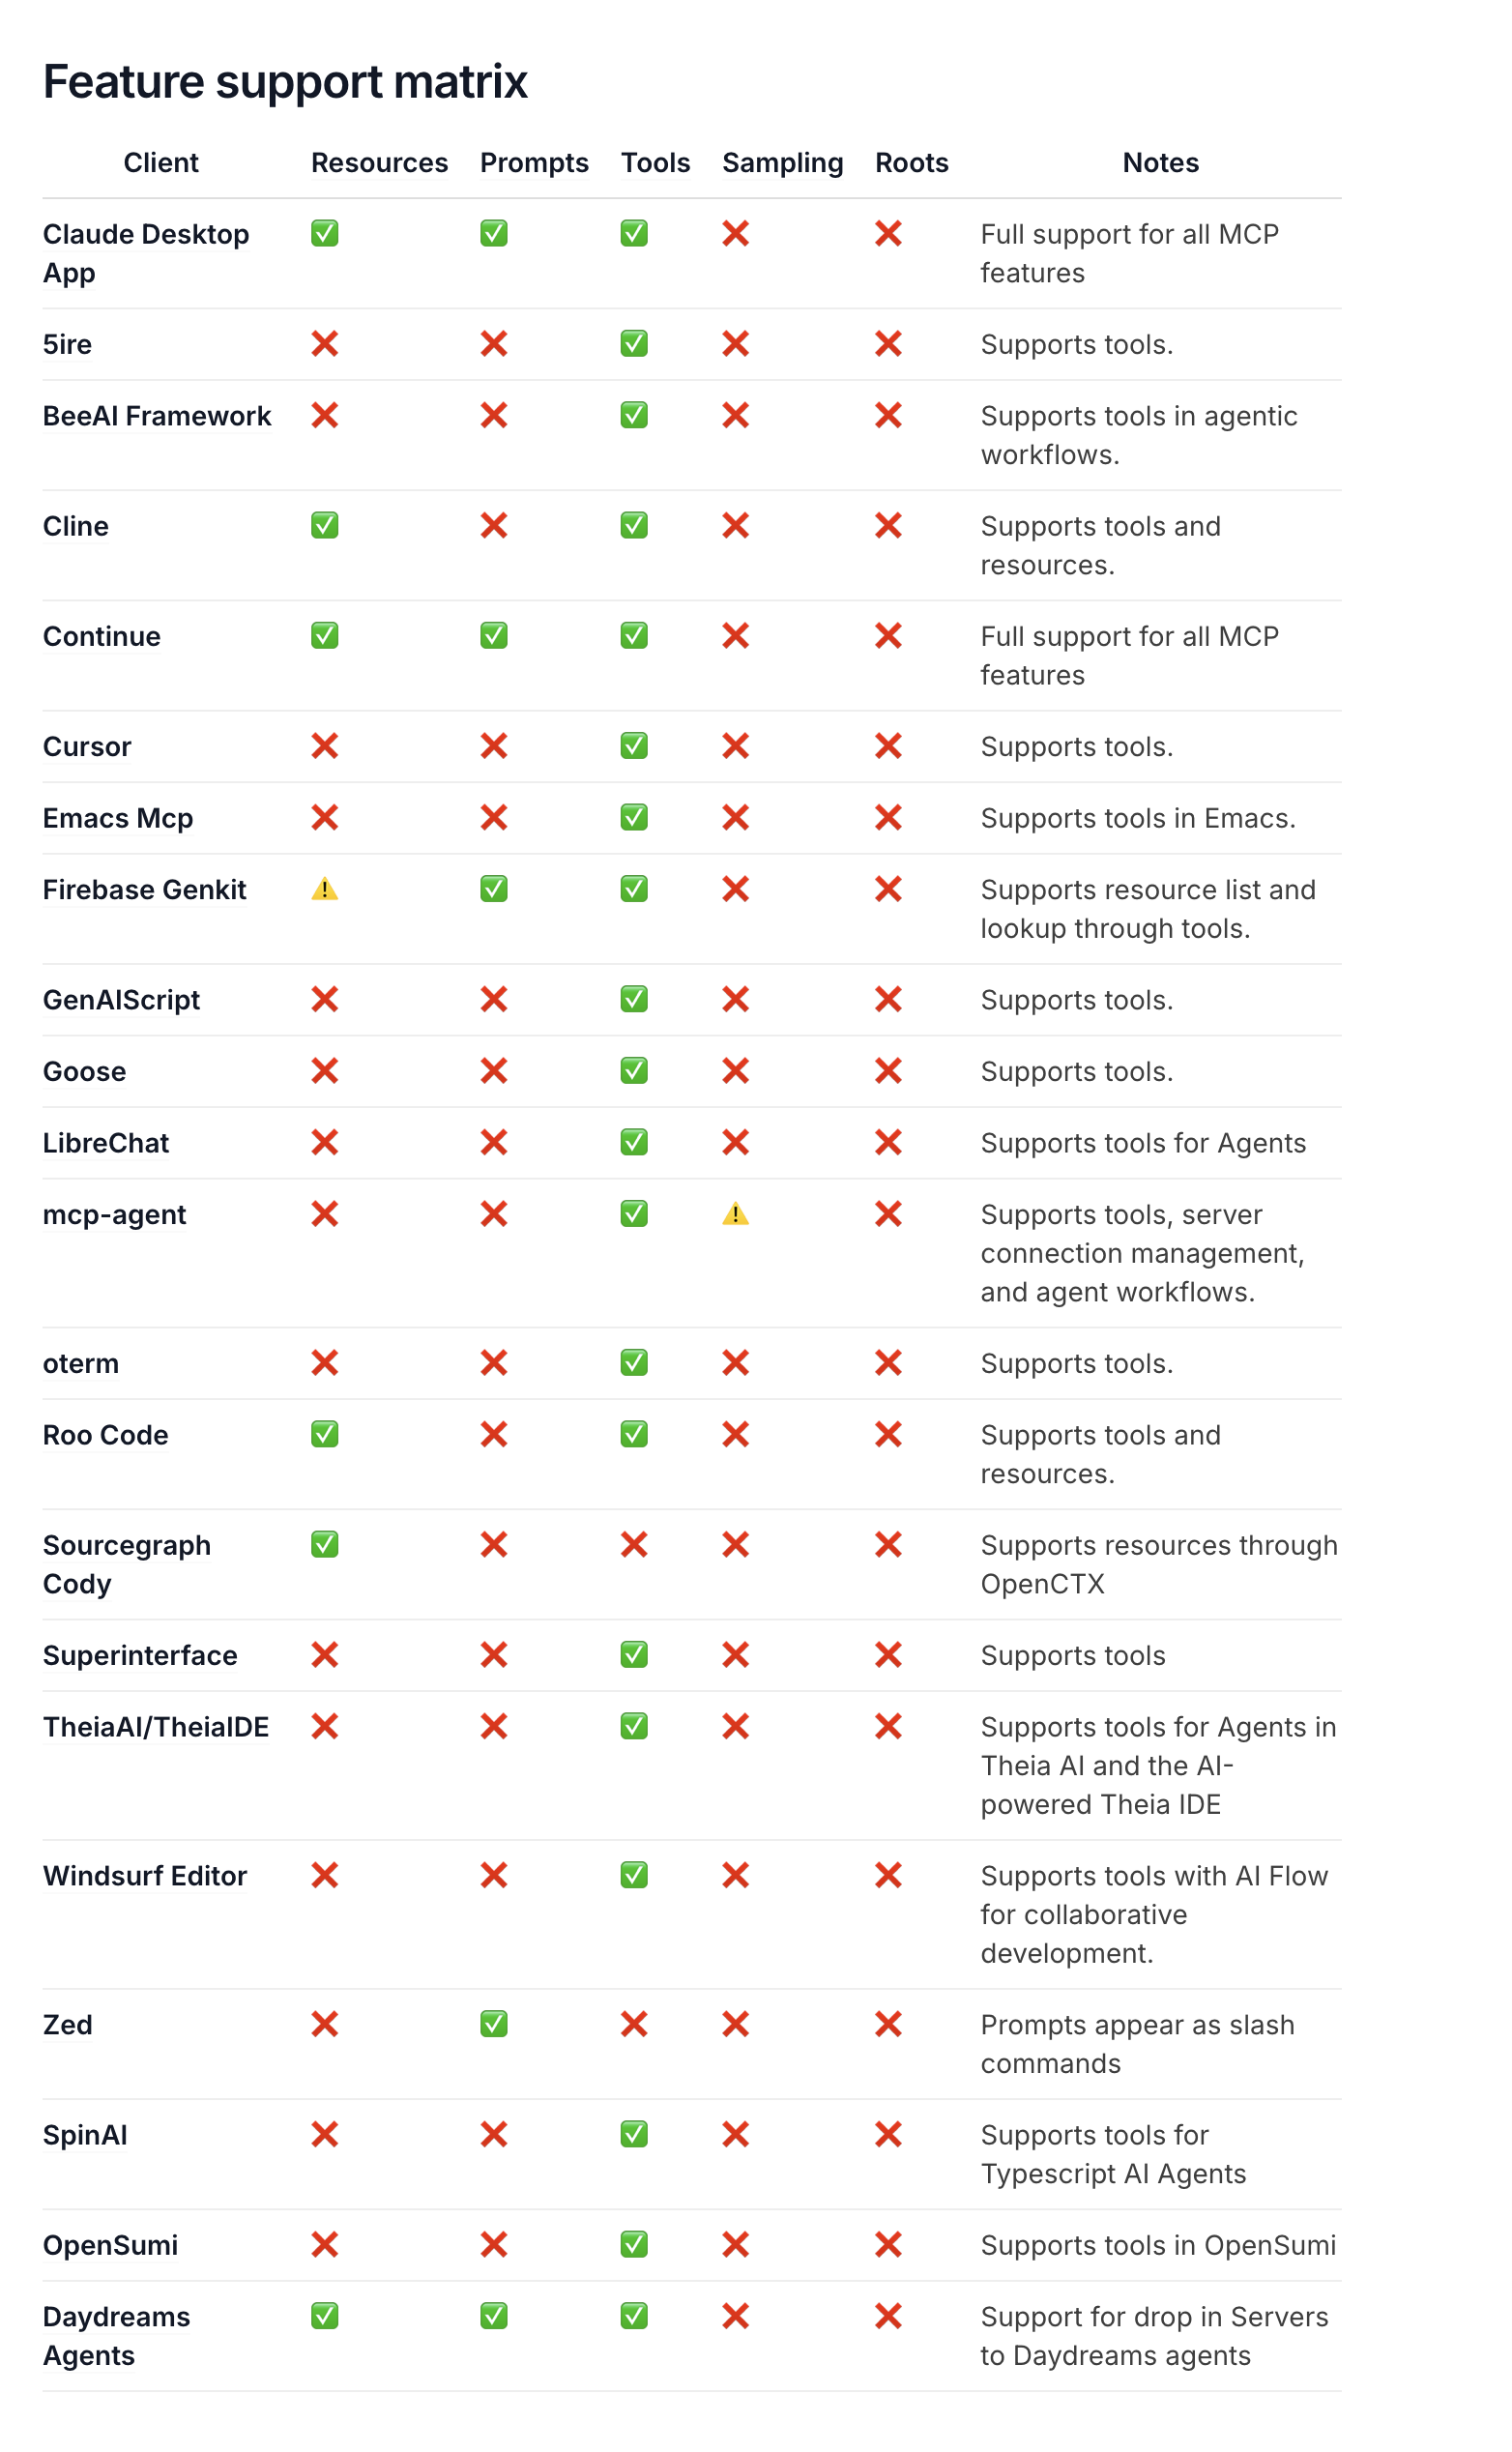 Feature support matrix
Client Resources Prompts Tools Sampling Roots Notes
Claude Desktop App ✅ ✅ ✅ ❌ ❌ Full support for all MCP features
5ire ❌ ❌ ✅ ❌ ❌ Supports tools.
BeeAI Framework ❌ ❌ ✅ ❌ ❌ Supports tools in agentic workflows.
Cline ✅ ❌ ✅ ❌ ❌ Supports tools and resources.
Continue ✅ ✅ ✅ ❌ ❌ Full support for all MCP features
Cursor ❌ ❌ ✅ ❌ ❌ Supports tools.
Emacs Mcp ❌ ❌ ✅ ❌ ❌ Supports tools in Emacs.
Firebase Genkit ⚠️ ✅ ✅ ❌ ❌ Supports resource list and lookup through tools.
GenAIScript ❌ ❌ ✅ ❌ ❌ Supports tools.
Goose ❌ ❌ ✅ ❌ ❌ Supports tools.
LibreChat ❌ ❌ ✅ ❌ ❌ Supports tools for Agents
mcp-agent ❌ ❌ ✅ ⚠️ ❌ Supports tools, server connection management, and agent workflows.
oterm ❌ ❌ ✅ ❌ ❌ Supports tools.
Roo Code ✅ ❌ ✅ ❌ ❌ Supports tools and resources.
Sourcegraph Cody ✅ ❌ ❌ ❌ ❌ Supports resources through OpenCTX
Superinterface ❌ ❌ ✅ ❌ ❌ Supports tools
TheiaAI/TheiaIDE ❌ ❌ ✅ ❌ ❌ Supports tools for Agents in Theia AI and the AI-powered Theia IDE
Windsurf Editor ❌ ❌ ✅ ❌ ❌ Supports tools with AI Flow for collaborative development.
Zed ❌ ✅ ❌ ❌ ❌ Prompts appear as slash commands
SpinAI ❌ ❌ ✅ ❌ ❌ Supports tools for Typescript AI Agents
OpenSumi ❌ ❌ ✅ ❌ ❌ Supports tools in OpenSumi
Daydreams Agents ✅ ✅ ✅ ❌ ❌ Support for drop in Servers to Daydreams agents